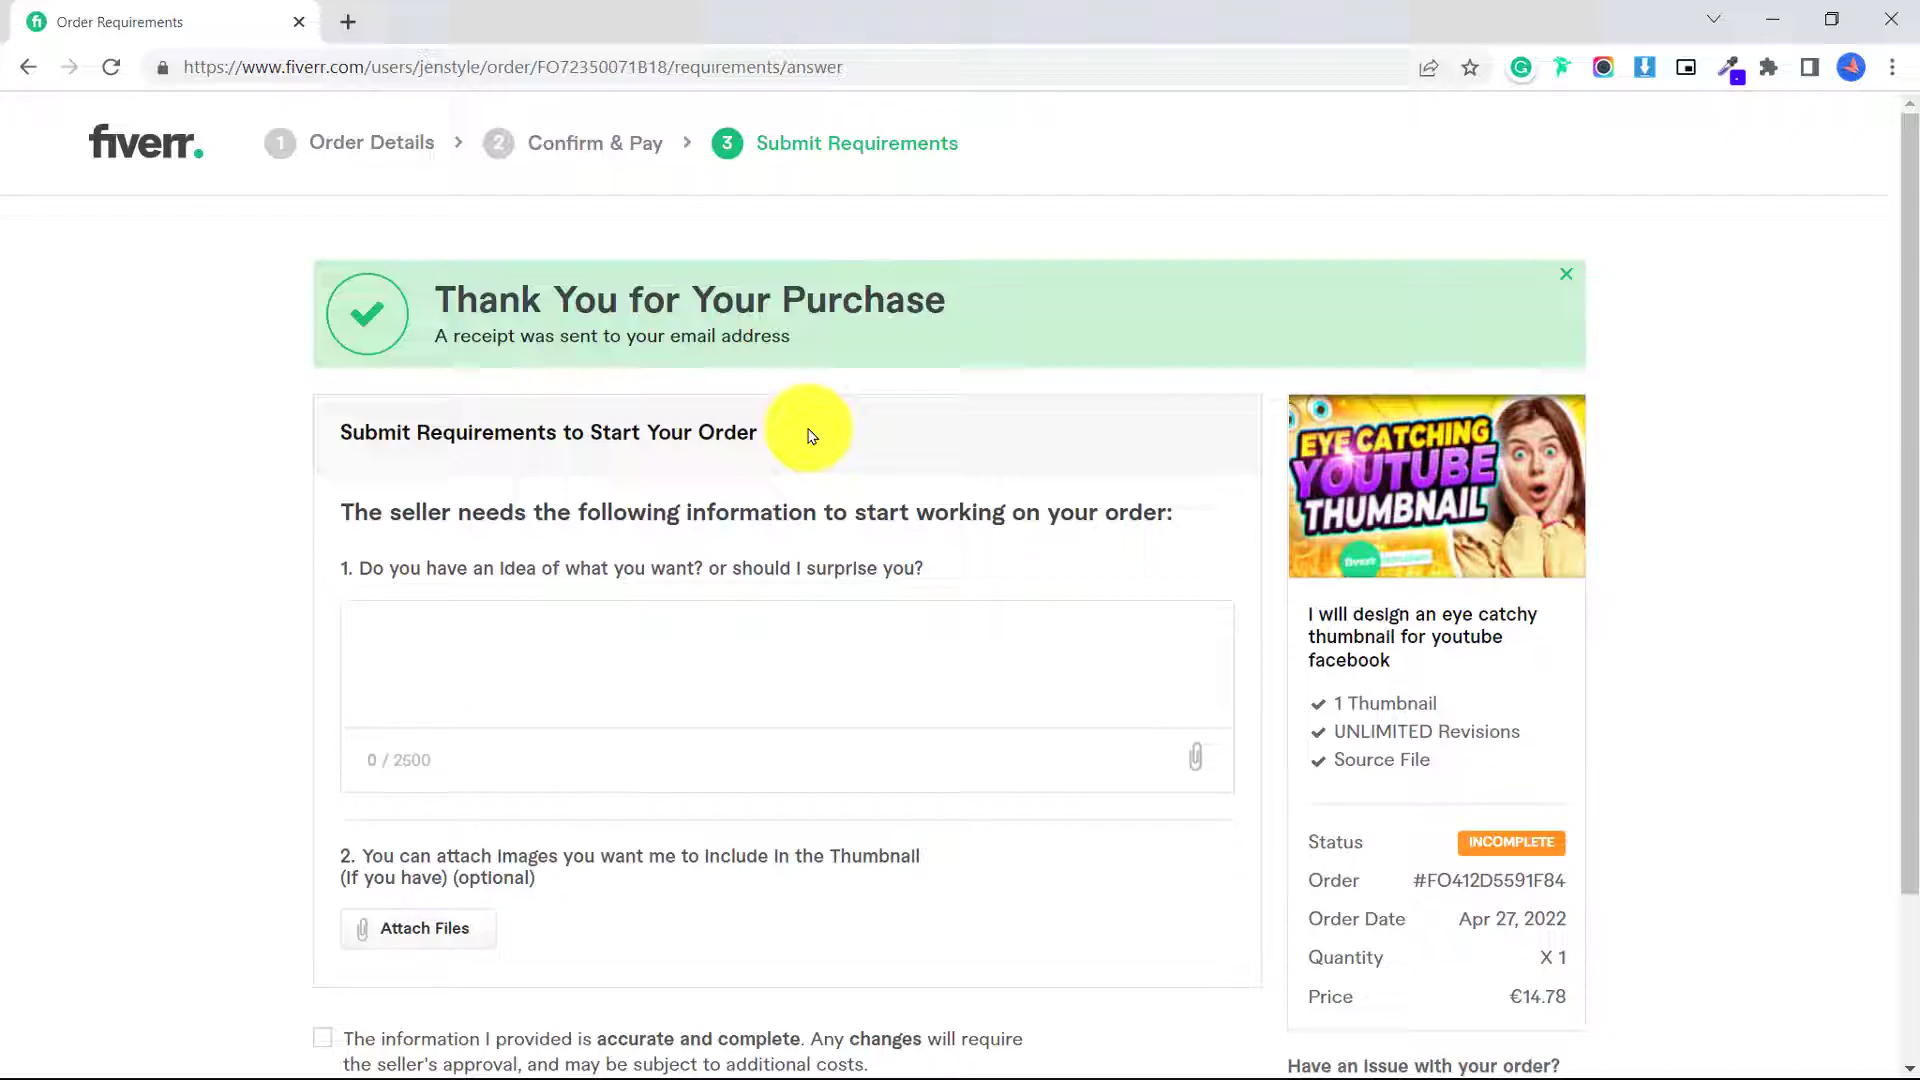 Order Requirements
https://www.fiverr.com/users/jenstyle/order/FO72350071B18/requirements/answer
fiverr.
1 Order Details > 2 Confirm & Pay > 3 Submit Requirements
Thank You for Your Purchase
A receipt was sent to your email address
Submit Requirements to Start Your Order
The seller needs the following information to start working on your order:
1. Do you have an idea of what you want? or should I surprise you?
0 / 2500
2. You can attach images you want me to include in the Thumbnail
(If you have) (optional)
Attach Files
The information I provided is accurate and complete. Any changes will require
the seller's approval, and may be subject to additional costs.
EYE CATCHING
YOUTUBE
THUMBNAIL
fiverr
I will design an eye catchy
thumbnail for youtube
facebook
1 Thumbnail
UNLIMITED Revisions
Source File
Status INCOMPLETE
Order #FO412D5591F84
Order Date Apr 27, 2022
Quantity X 1
Price €14.78
Have an issue with your order?